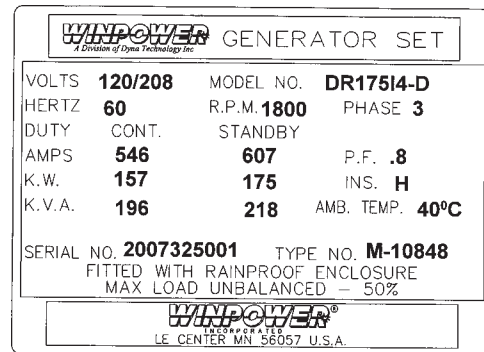 WINPOWER GENERATOR SET
A Division of Dyna Technology Inc
VOLTS 120/208 MODEL NO. DR175I4-D
HERTZ 60 R.P.M. 1800 PHASE 3
DUTY CONT. STANDBY
AMPS 546 607 P.F. .8
K.W. 157 175 INS. H
K.V.A. 196 218 AMB. TEMP. 40⁰C
SERIAL NO. 2007325001 TYPE NO. M-10848
FITTED WITH RAINPROOF ENCLOSURE
MAX LOAD UNBALANCED – 50%
WINPOWER®
INCORPORATED
LE CENTER MN 56057 U.S.A.